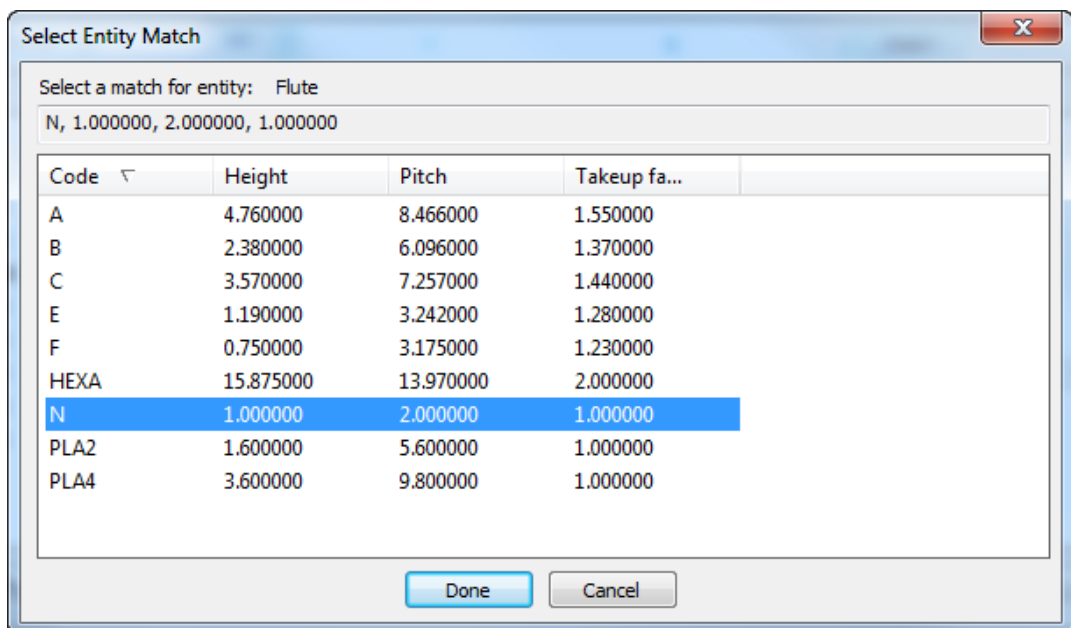 Select Entity Match
Select a match for entity: Flute
N, 1.000000, 2.000000, 1.000000
Code Height Pitch Takeup fa...
A 4.760000 8.466000 1.550000
B 2.380000 6.096000 1.370000
C 3.570000 7.257000 1.440000
E 1.190000 3.242000 1.280000
F 0.750000 3.175000 1.230000
HEXA 15.875000 13.970000 2.000000
N 1.000000 2.000000 1.000000
PLA2 1.600000 5.600000 1.000000
PLA4 3.600000 9.800000 1.000000
Done Cancel